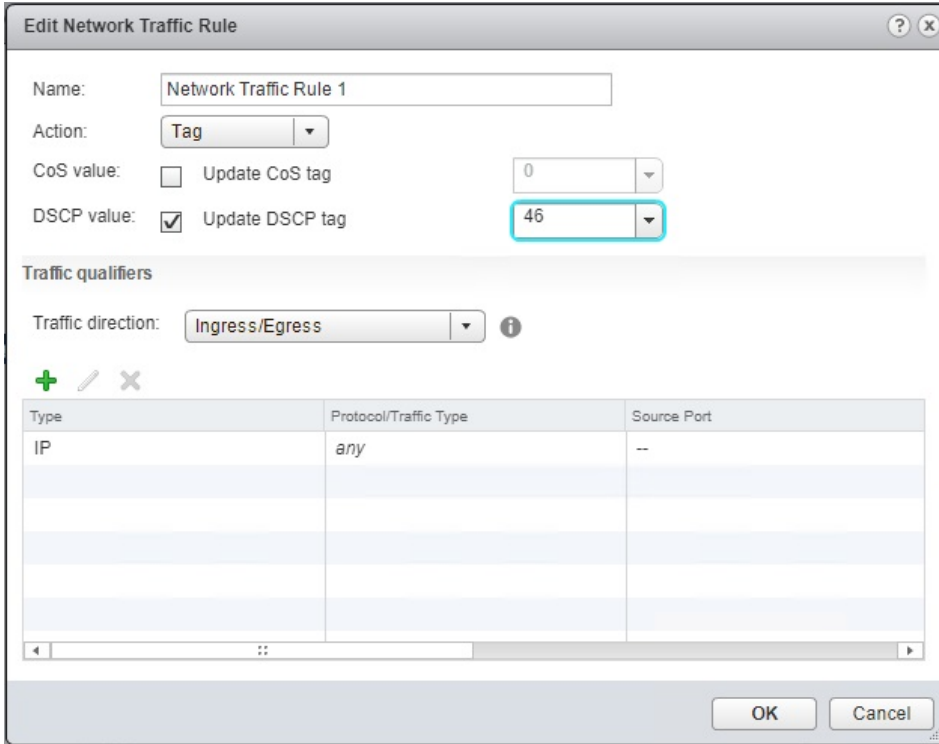 Edit Network Traffic Rule
Name: Network Traffic Rule 1
Action: Tag
CoS value: Update CoS tag 0
DSCP value: Update DSCP tag 46
Traffic qualifiers
Traffic direction: Ingress/Egress
Type Protocol/Traffic Type Source Port
IP any --
OK Cancel